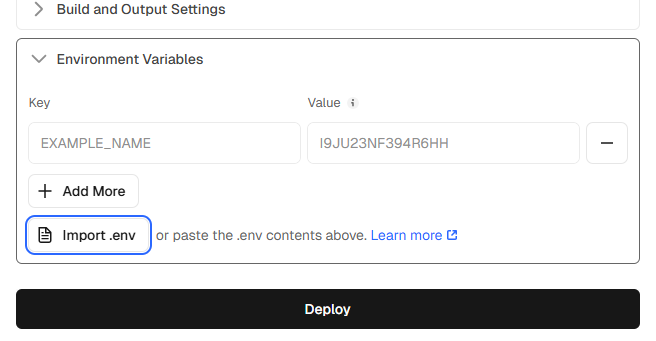 Build and Output Settings
Environment Variables
Key Value i
EXAMPLE_NAME I9JU23NF394R6HH
Add More
Import .env or paste the .env contents above. Learn more
Deploy